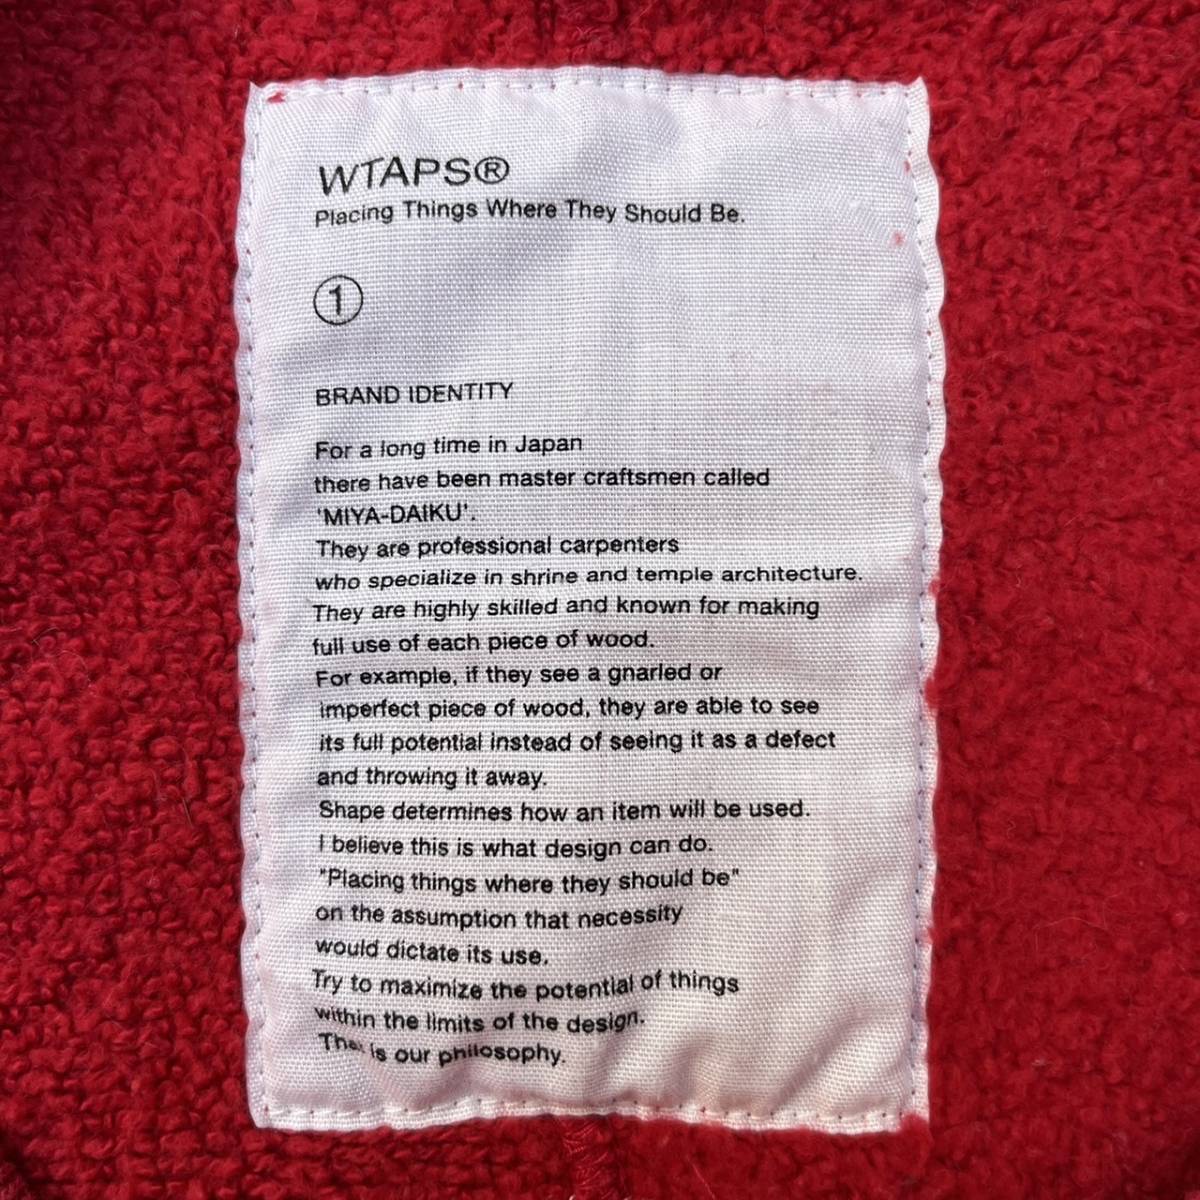 WTAPS®
Placing Things Where They Should Be.
①
BRAND IDENTITY
For a long time in Japan
there have been master craftsmen called
'MIYA-DAIKU'.
They are professional carpenters
who specialize in shrine and temple architecture.
They are highly skilled and known for making
full use of each piece of wood.
For example, if they see a gnarled or
imperfect piece of wood, they are able to see
its full potential instead of seeing it as a defect
and throwing it away.
Shape determines how an item will be used.
I believe this is what design can do.
"Placing things where they should be"
on the assumption that necessity
would dictate its use.
Try to maximize the potential of things
within the limits of the design.
That is our philosophy.